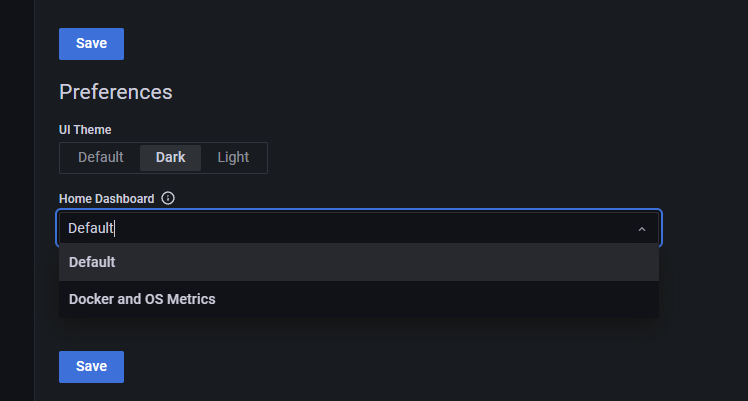 Save
Preferences
UI Theme
Default Dark Light
Home Dashboard
Default
Default
Docker and OS Metrics
Save